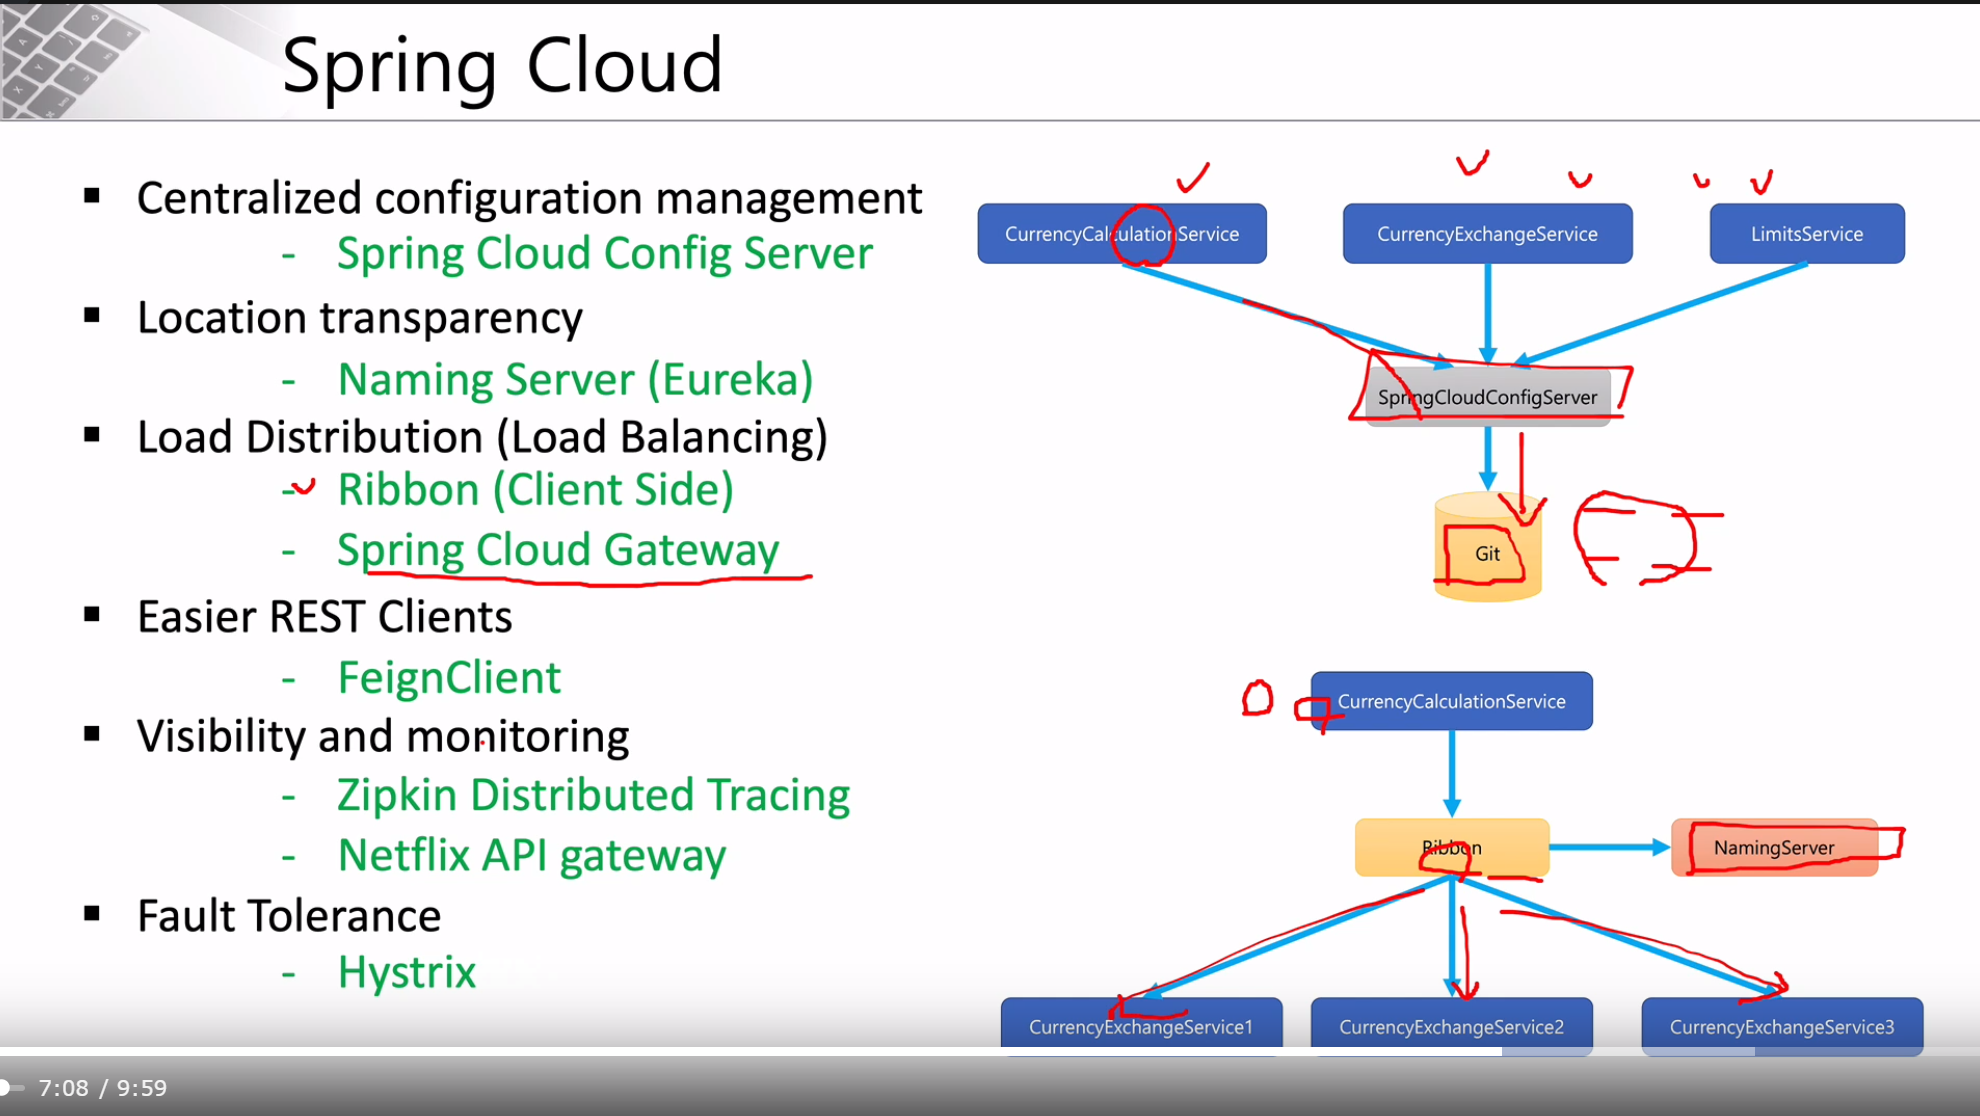 Spring Cloud
▪ Centralized configuration management
- Spring Cloud Config Server
▪ Location transparency
- Naming Server (Eureka)
▪ Load Distribution (Load Balancing)
- Ribbon (Client Side)
- Spring Cloud Gateway
▪ Easier REST Clients
- FeignClient
▪ Visibility and monitoring
- Zipkin Distributed Tracing
- Netflix API gateway
▪ Fault Tolerance
- Hystrix
CurrencyCalculationService
CurrencyExchangeService
LimitsService
SpringCloudConfigServer
Git
CurrencyCalculationService
Ribbon
NamingServer
CurrencyExchangeService1
CurrencyExchangeService2
CurrencyExchangeService3
7:08 / 9:59